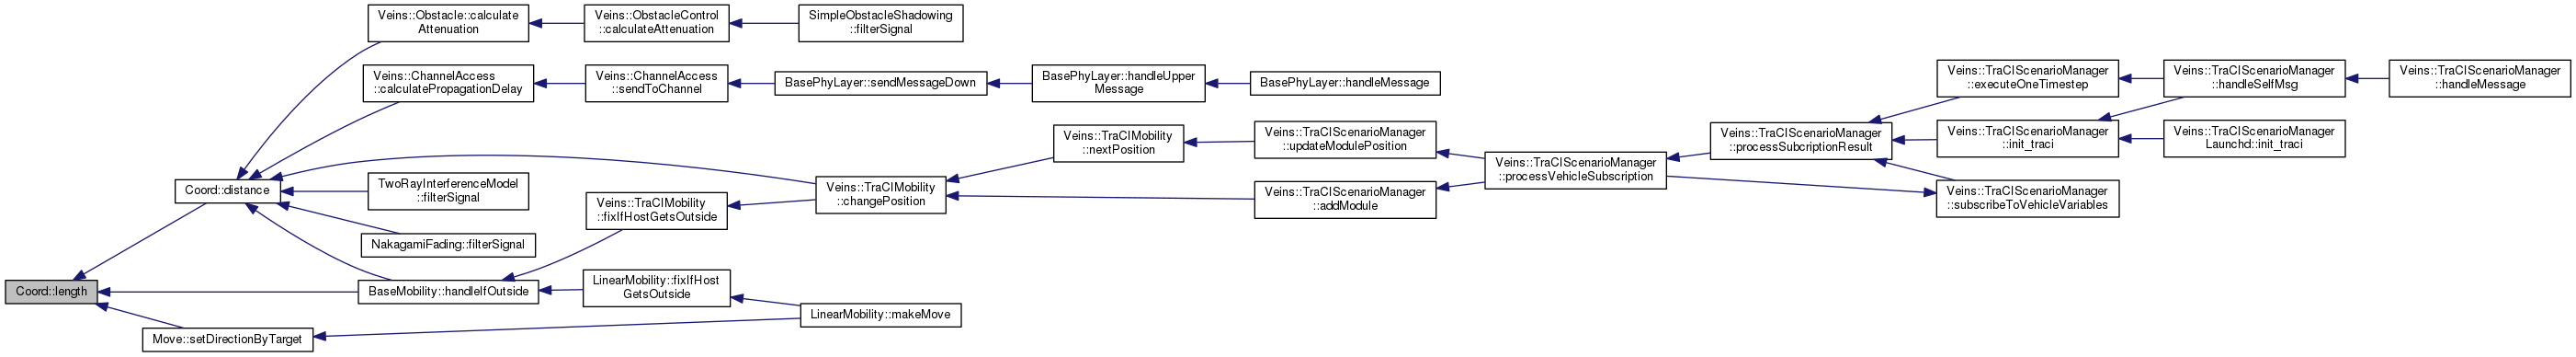 Veins::Obstacle::calculate
Attenuation
Veins::ObstacleControl
::calculateAttenuation
SimpleObstacleShadowing
::filterSignal
Veins::ChannelAccess
::calculatePropagationDelay
Veins::ChannelAccess
::sendToChannel
BasePhyLayer::sendMessageDown
BasePhyLayer::handleUpper
Message
BasePhyLayer::handleMessage
Veins::TraCIScenarioManager
::executeOneTimestep
Veins::TraCIScenarioManager
::handleSelfMsg
Veins::TraCIScenarioManager
::handleMessage
Veins::TraCIMobility
::nextPosition
Veins::TraCIScenarioManager
::updateModulePosition
Veins::TraCIScenarioManager
::processVehicleSubscription
Veins::TraCIScenarioManager
::processSubcriptionResult
Veins::TraCIScenarioManager
::init_traci
Veins::TraCIScenarioManager
Launchd::init_traci
Coord::distance
TwoRayInterferenceModel
::filterSignal
Veins::TraCIMobility
::fixIfHostGetsOutside
Veins::TraCIMobility
::changePosition
Veins::TraCIScenarioManager
::addModule
Veins::TraCIScenarioManager
::subscribeToVehicleVariables
NakagamiFading::filterSignal
Coord::length
BaseMobility::handleIfOutside
LinearMobility::fixIfHost
GetsOutside
LinearMobility::makeMove
Move::setDirectionByTarget